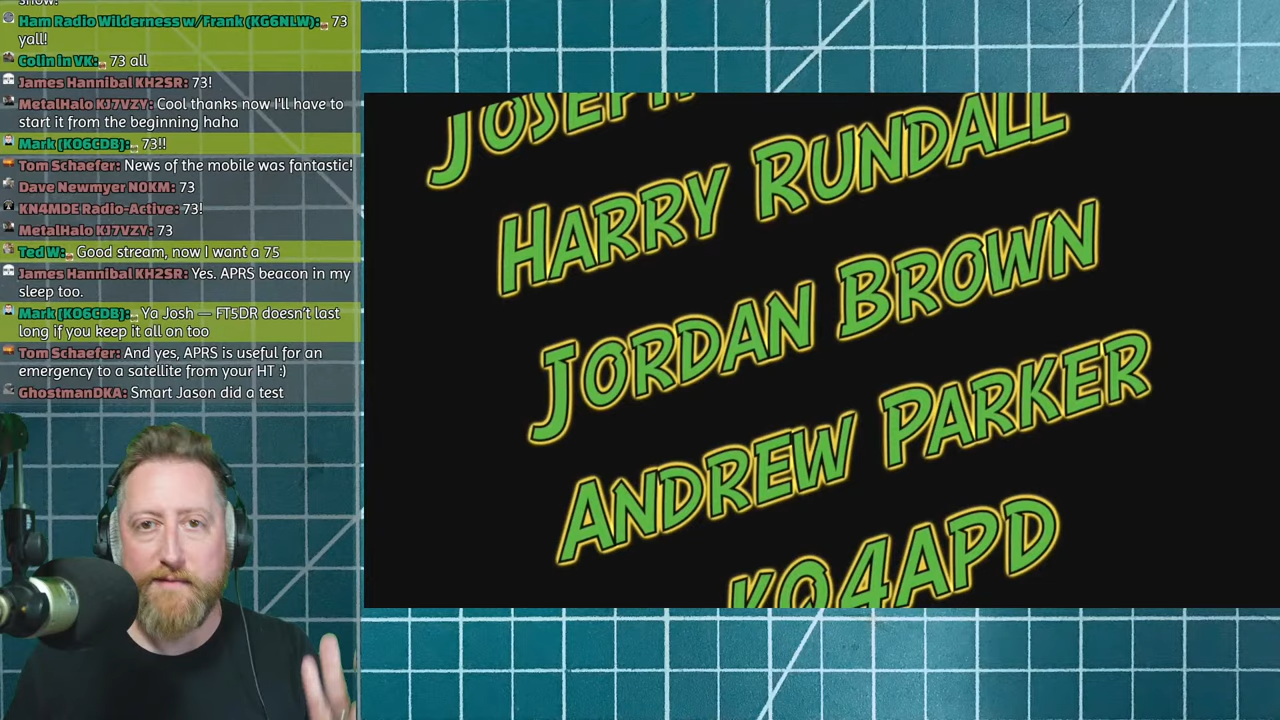 show!
Ham Radio Wilderness w/Frank (KG6NLW): 73
yall!
Colin in VK: 73 all
James Hannibal KH2SR: 73!
MetalHalo KJ7VZY: Cool thanks now I'll have to
start it from the beginning haha
Mark (KO6CDB): 73!!
Tom Schaefer: News of the mobile was fantastic!
Dave Newmyer N0KM: 73
KN4MDE Radio-Active: 73!
MetalHalo KJ7VZY: 73
Ted W: Good stream, now I want a 75
James Hannibal KH2SR: Yes. APRS beacon in my
sleep too.
Mark (KO6CDB): Ya Josh — FT5DR doesn't last
long if you keep it all on too
Tom Schaefer: And yes, APRS is useful for an
emergency to a satellite from your HT :)
GhostmanDKA: Smart Jason did a test
JOSEPH
HARRY RUNDALL
JORDAN BROWN
ANDREW PARKER
KO4APD